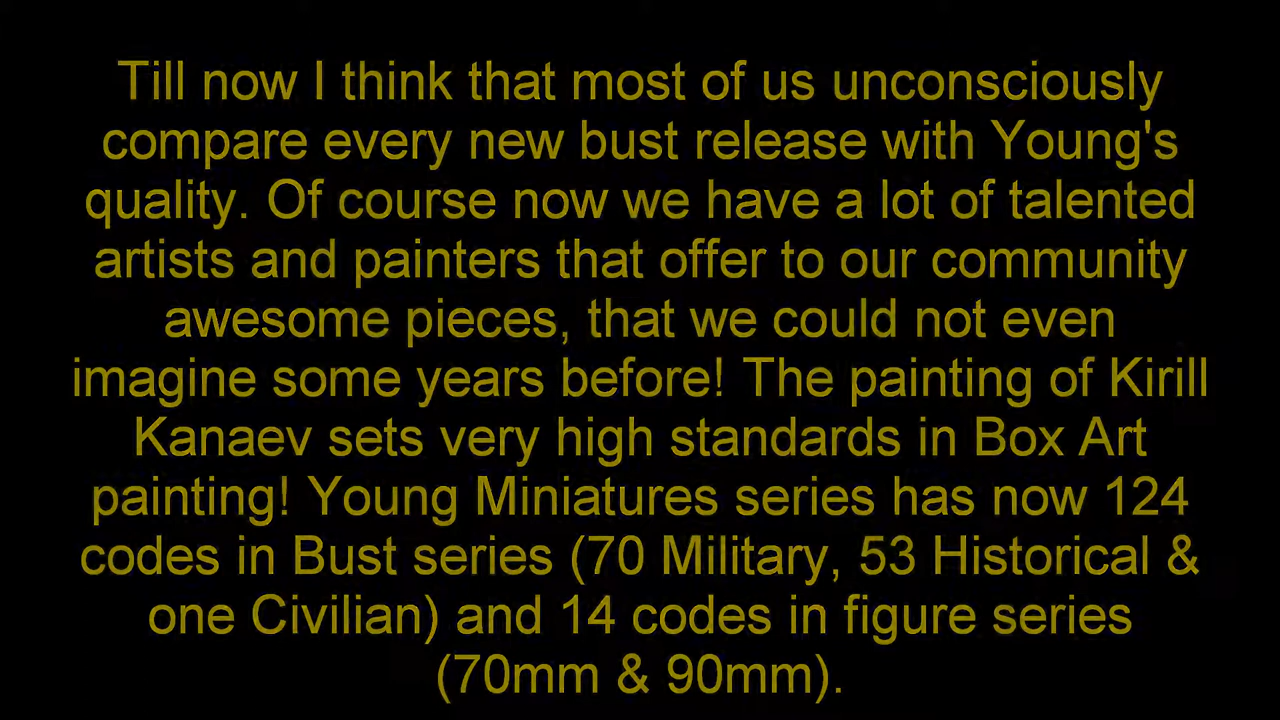 Till now I think that most of us unconsciously
compare every new bust release with Young's
quality. Of course now we have a lot of talented
artists and painters that offer to our community
awesome pieces, that we could not even
imagine some years before! The painting of Kirill
Kanaev sets very high standards in Box Art
painting! Young Miniatures series has now 124
codes in Bust series (70 Military, 53 Historical &
one Civilian) and 14 codes in figure series
(70mm & 90mm).